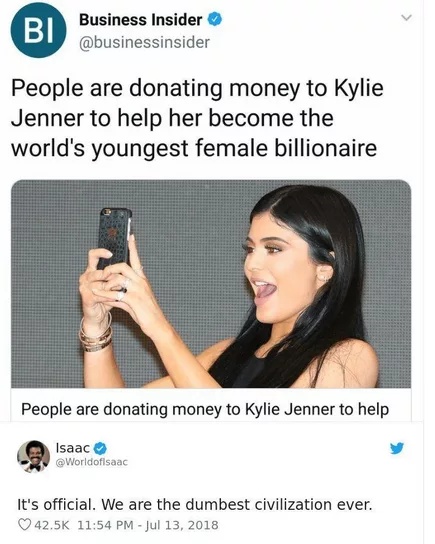 BI
Business Insider
@businessinsider
People are donating money to Kylie
Jenner to help her become the
world's youngest female billionaire
People are donating money to Kylie Jenner to help
Isaac
@WorldofIsaac
It's official. We are the dumbest civilization ever.
42.5K 11:54 PM - Jul 13, 2018